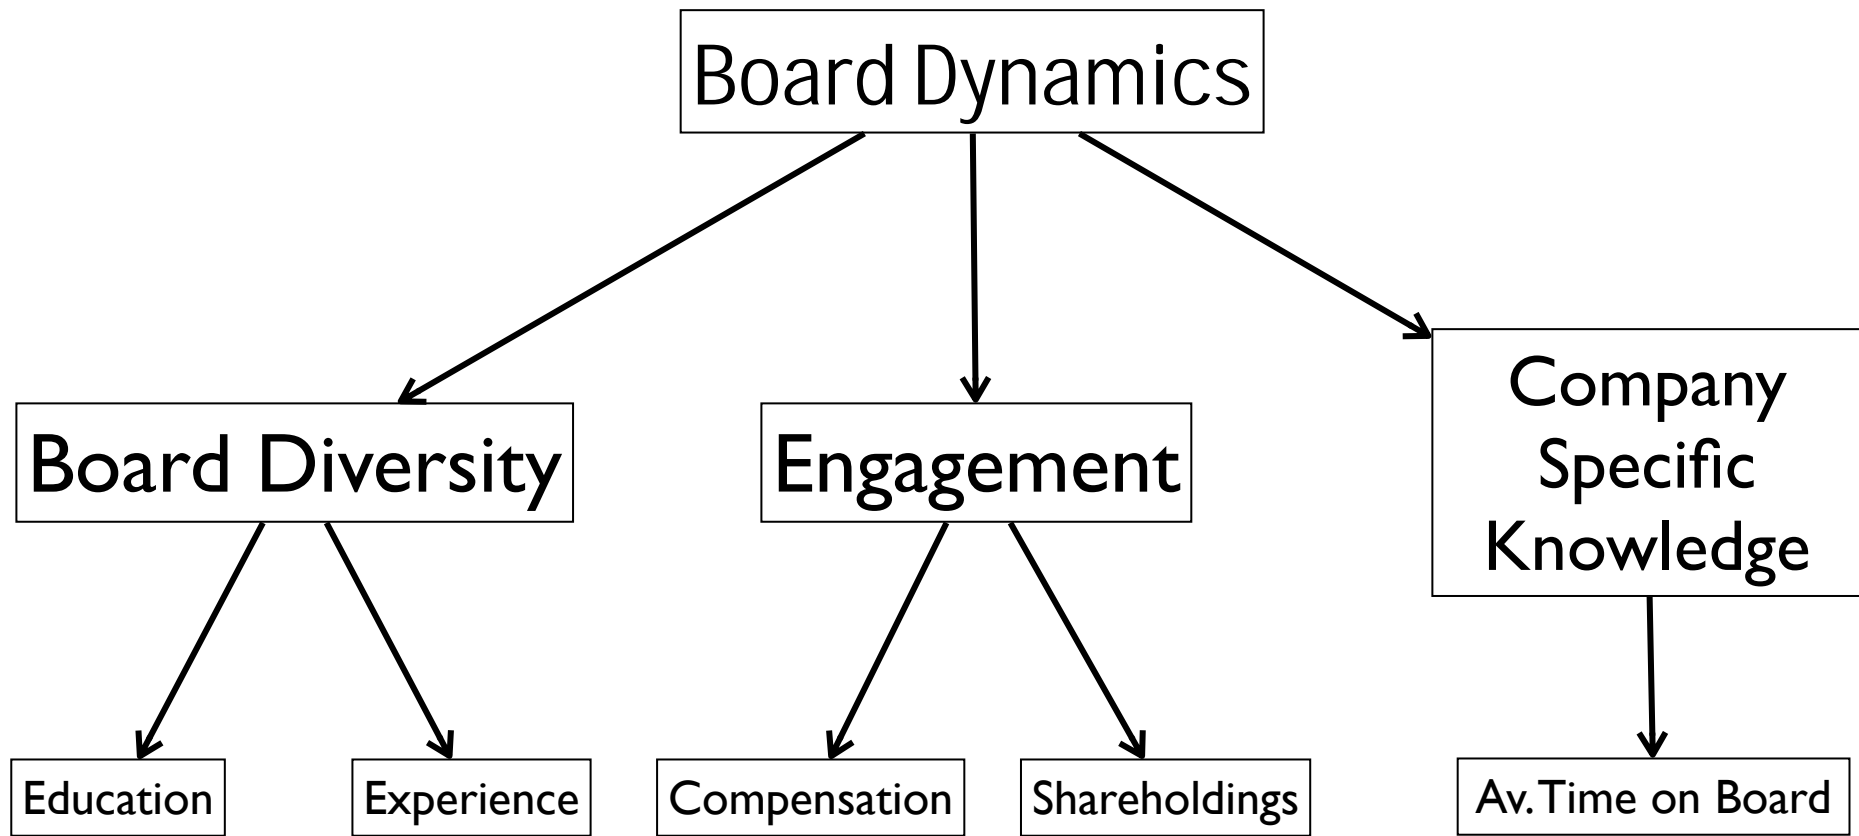 Board Dynamics
Board Diversity
Engagement
Company
Specific
Knowledge
Education
Experience
Compensation
Shareholdings
Av. Time on Board